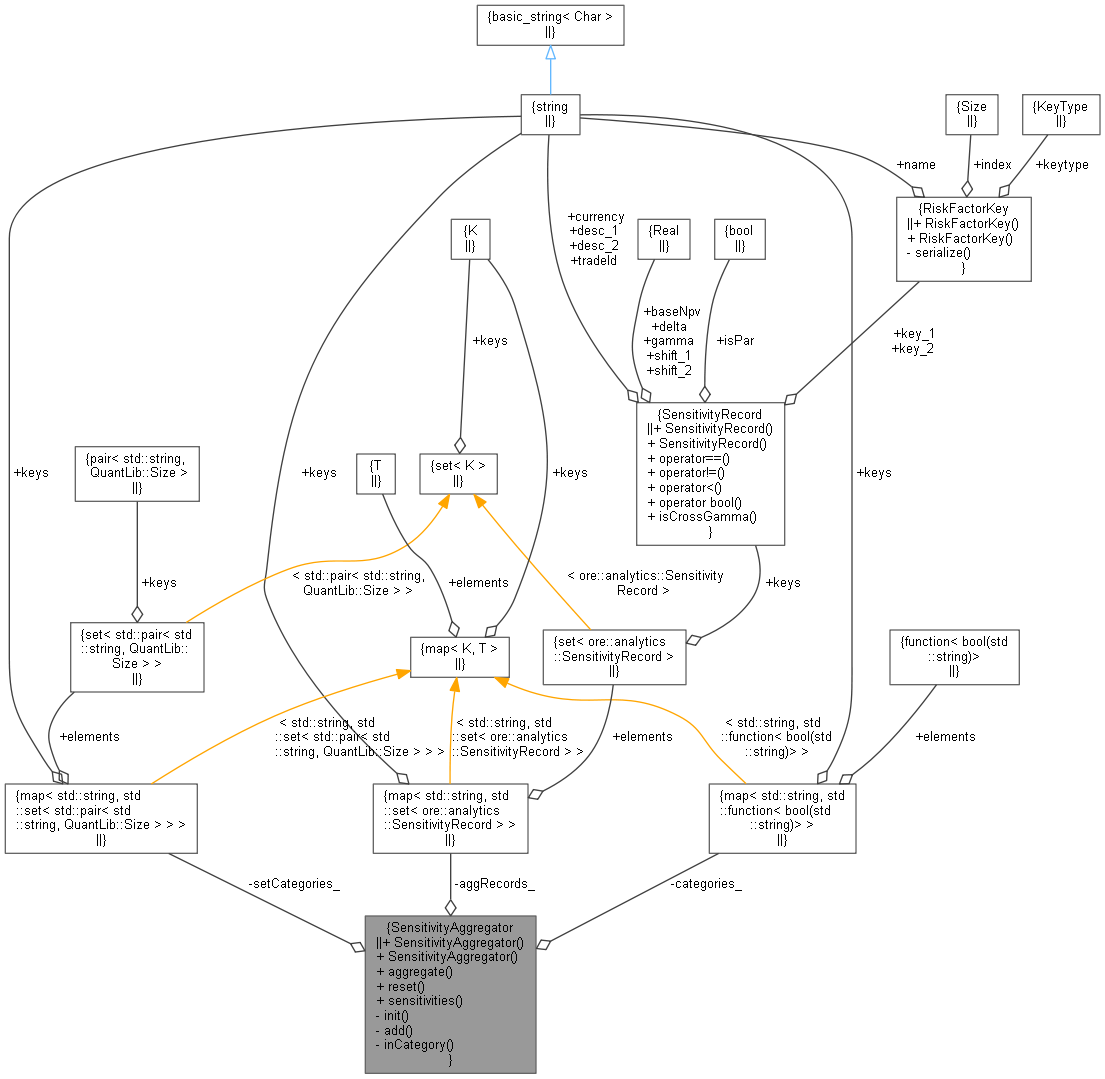 {basic_string< Char >
||}
{string
||}
{Size
||}
{KeyType
||}
+name
+index
+keytype
{RiskFactorKey
||+ RiskFactorKey()
+ RiskFactorKey()
- serialize()
}
+currency
+desc_1
+desc_2
+tradeId
{K
||}
{Real
||}
{bool
||}
+baseNpv
+delta
+gamma
+shift_1
+shift_2
+isPar
+key_1
+key_2
+keys
{SensitivityRecord
||+ SensitivityRecord()
+ SensitivityRecord()
+ operator==()
+ operator!=()
+ operator<()
+ operator bool()
+ isCrossGamma()
}
{pair< std::string,
QuantLib::Size >
||}
+keys
+keys
{T
||}
{set< K >
||}
+keys
+keys
+keys
< std::pair< std::string,
QuantLib::Size > >
+elements
< ore::analytics::Sensitivity
Record >
+keys
{set< std::pair< std
::string, QuantLib::
Size > >
||}
{map< K, T >
||}
{set< ore::analytics
::SensitivityRecord >
||}
{function< bool(std
::string)>
||}
+elements
< std::string, std
::set< std::pair< std
::string, QuantLib::Size > > >
< std::string, std
::set< ore::analytics
::SensitivityRecord > >
+elements
< std::string, std
::function< bool(std
::string)> >
+elements
{map< std::string, std
::set< std::pair< std
::string, QuantLib::Size > > >
||}
{map< std::string, std
::set< ore::analytics
::SensitivityRecord > >
||}
{map< std::string, std
::function< bool(std
::string)> >
||}
-setCategories_
-aggRecords_
-categories_
{SensitivityAggregator
||+ SensitivityAggregator()
+ SensitivityAggregator()
+ aggregate()
+ reset()
+ sensitivities()
- init()
- add()
- inCategory()
}